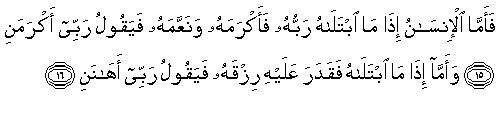 فَأَمَّا ٱلْإِنسَـٰنُ إِذَا مَا ٱبْتَلَىٰهُ رَبُّهُۥ فَأَكْرَمَهُۥ وَنَعَّمَهُۥ فَيَقُولُ رَبِّىٓ أَكْرَمَنِ
﴿١٥﴾ وَأَمَّآ إِذَا مَا ٱبْتَلَىٰهُ فَقَدَرَ عَلَيْهِ رِزْقَهُۥ فَيَقُولُ رَبِّىٓ أَهَـٰنَنِ ﴿١٦﴾